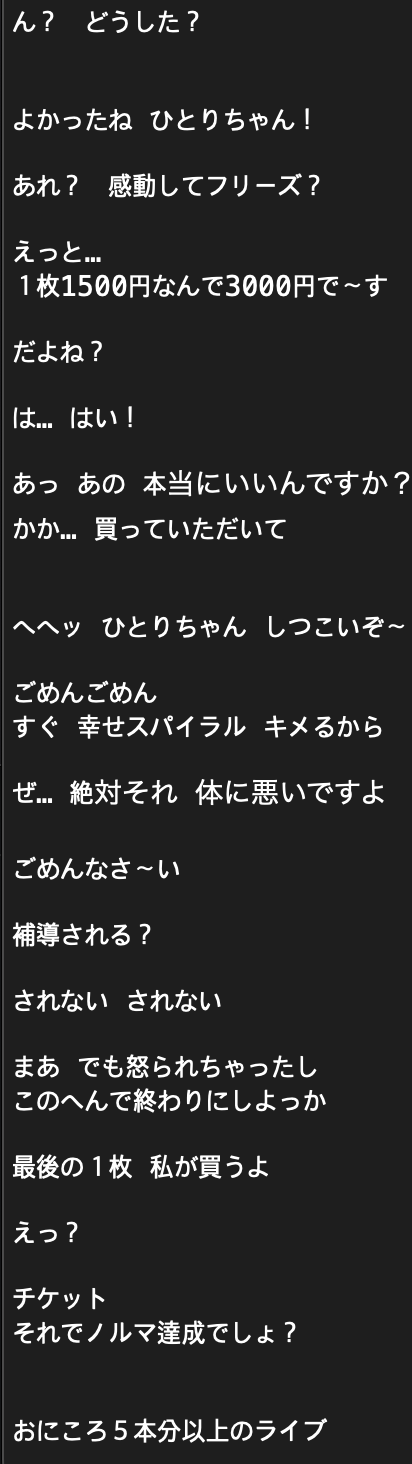 ん？　どうした？
よかったね　ひとりちゃん！
あれ？　感動してフリーズ？
えっと…
１枚1500円なんで3000円で～す
だよね？
は…　はい！
あっ　あの　本当にいいんですか？
かか…　買っていただいて
へヘッ　ひとりちゃん　しつこいぞ～
ごめんごめん
すぐ　幸せスパイラル　キメるから
ぜ…　絶対それ　体に悪いですよ
ごめんなさ～い
補導される？
されない　されない
まあ　でも怒られちゃったし
このへんで終わりにしよっか
最後の１枚　私が買うよ
えっ？
チケット
それでノルマ達成でしょ？
おにころ５本分以上のライブ